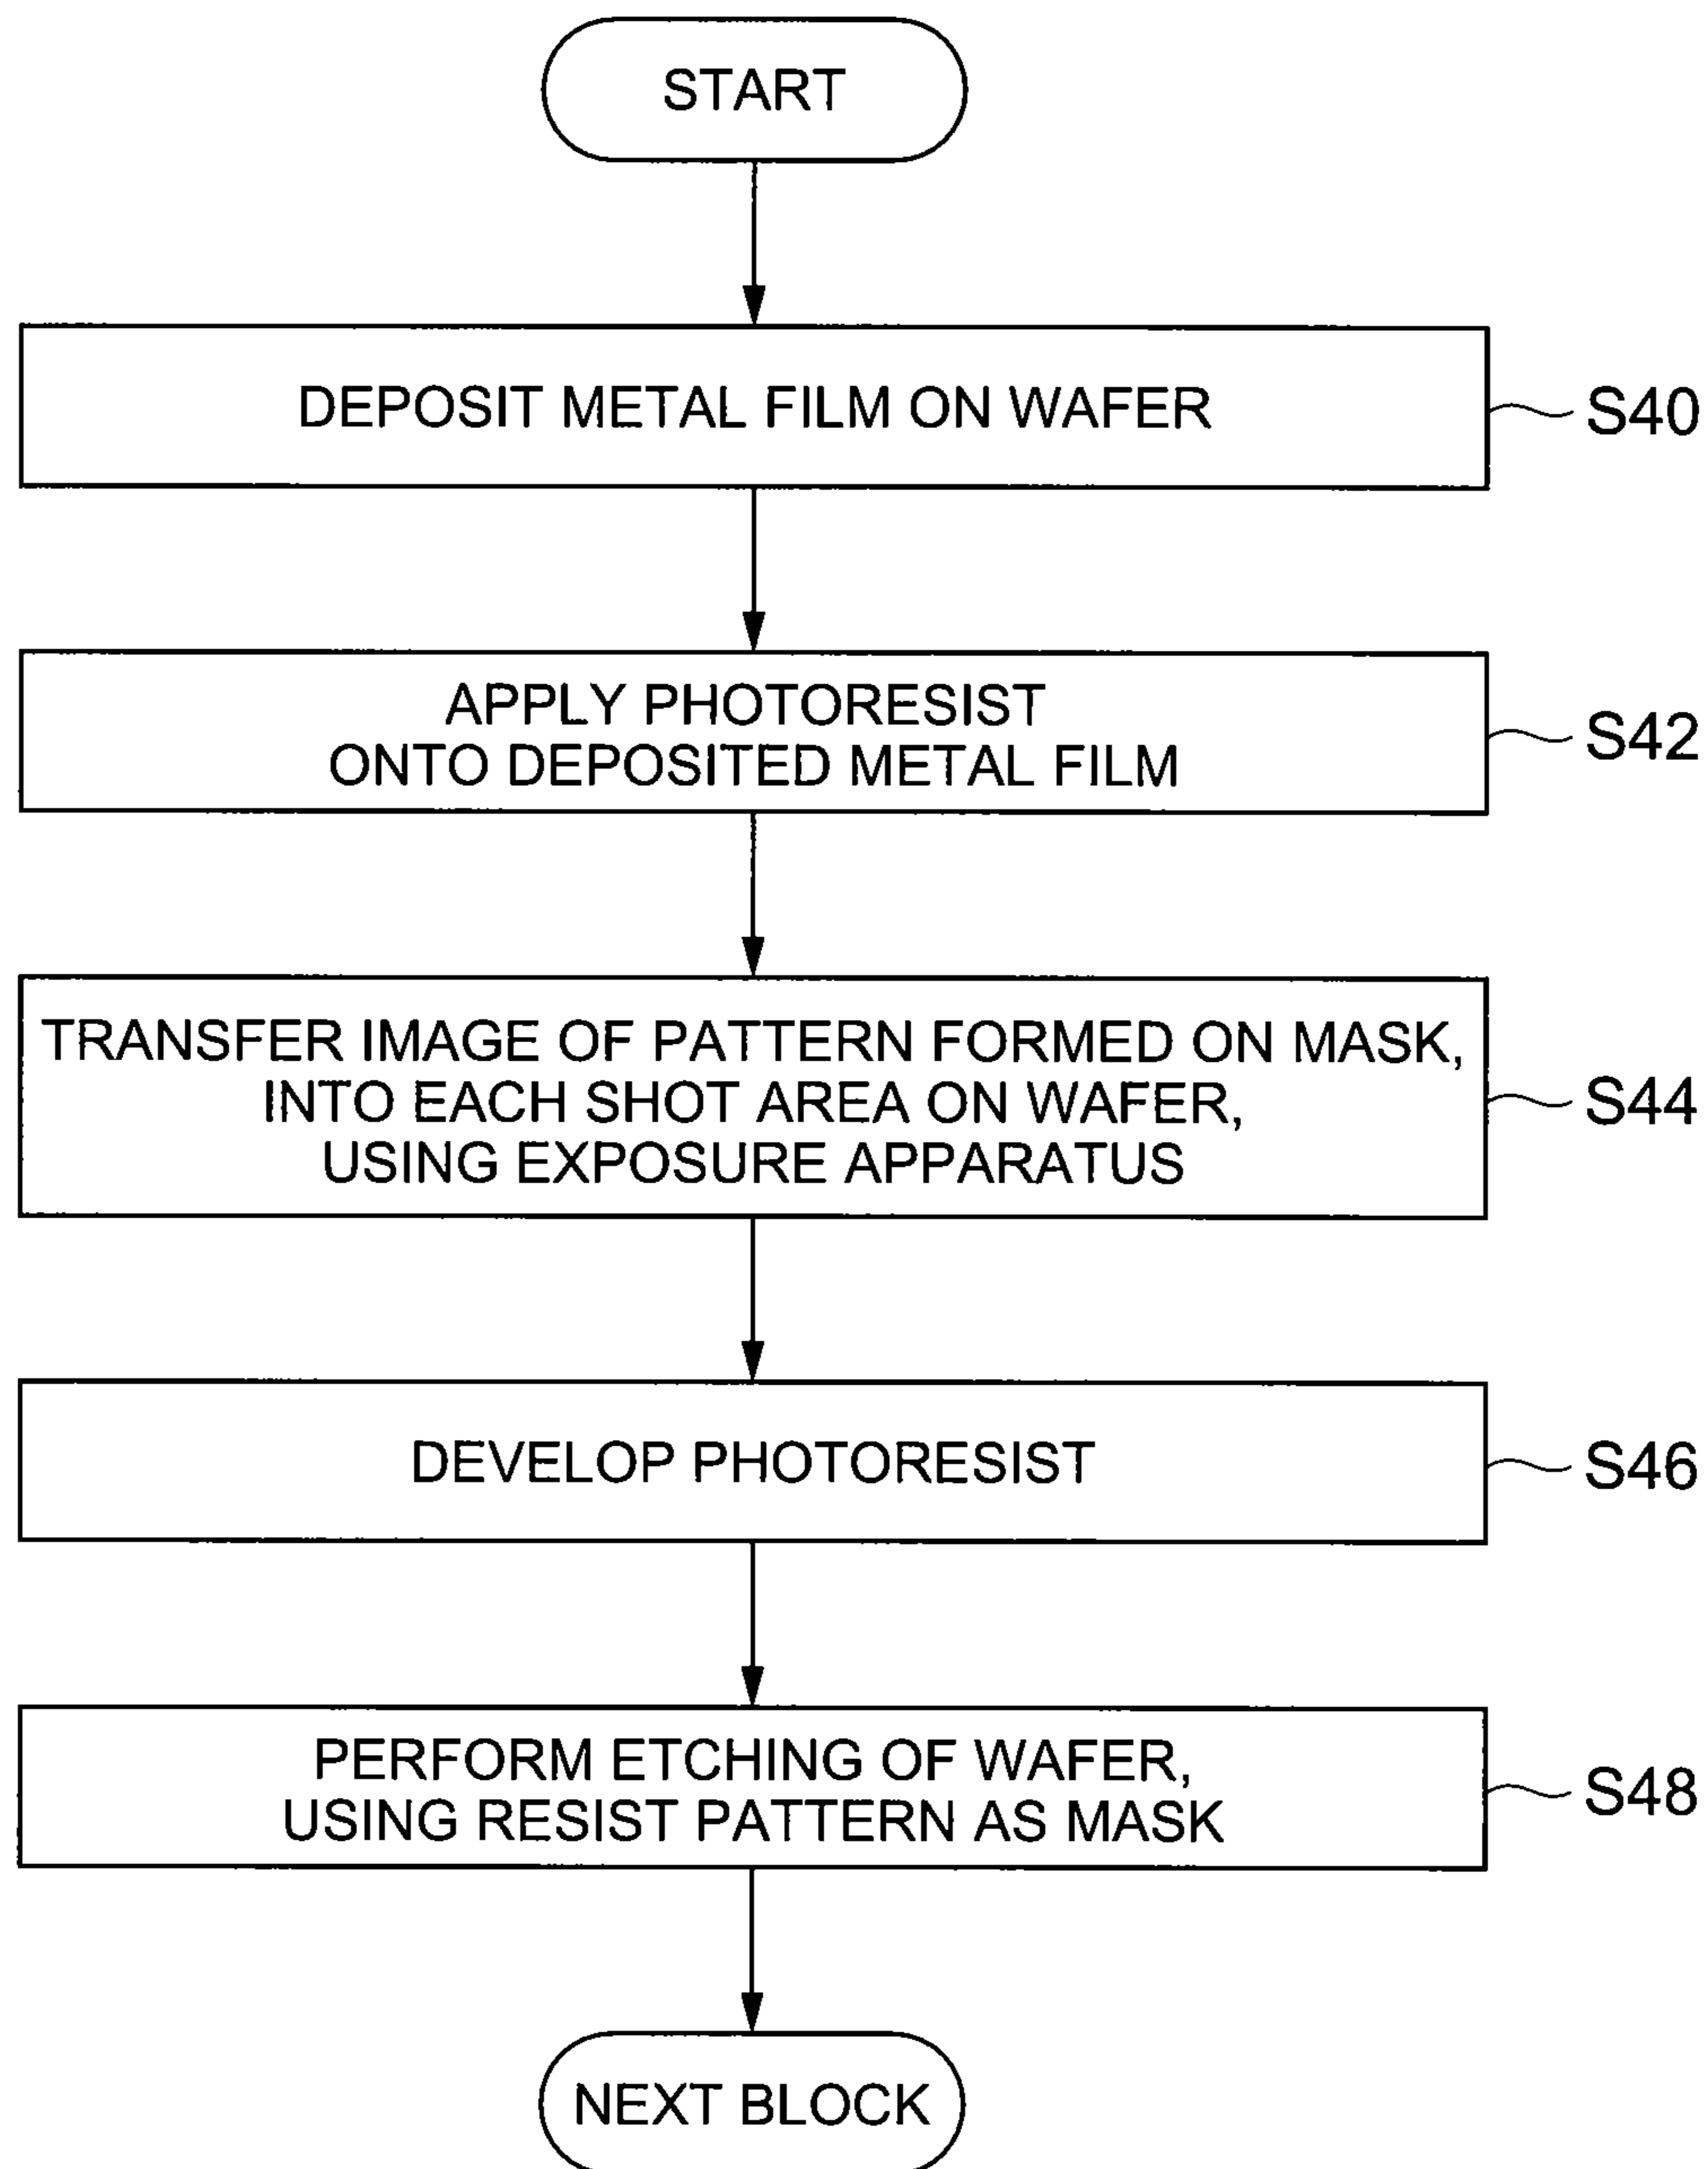 START
DEPOSIT METAL FILM ON WAFER
S40
APPLY PHOTORESIST
ONTO DEPOSITED METAL FILM
S42
TRANSFER IMAGE OF PATTERN FORMED ON MASK,
INTO EACH SHOT AREA ON WAFER,
USING EXPOSURE APPARATUS
S44
DEVELOP PHOTORESIST
S46
PERFORM ETCHING OF WAFER,
USING RESIST PATTERN AS MASK
S48
NEXT BLOCK